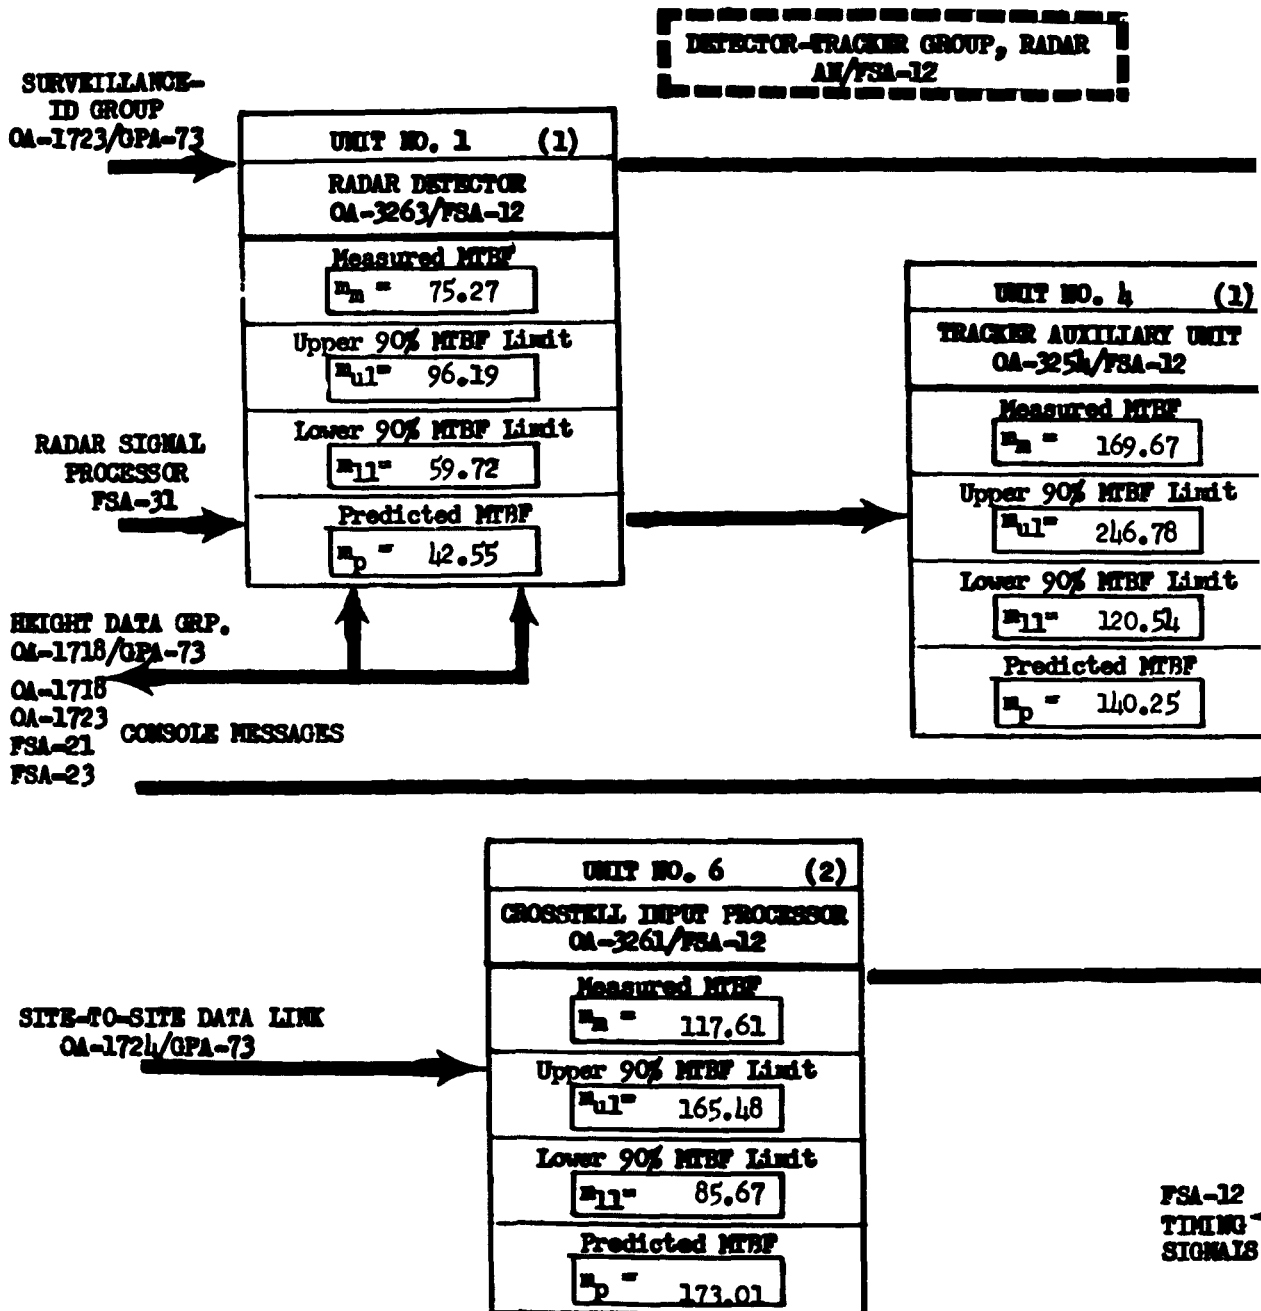 DETECTOR-TRACKER GROUP, RADAR
AN/FSA-12
SURVEILLANCE-
ID GROUP
OA-1723/GPA-73
UNIT NO. 1 (1)
RADAR DETECTOR
OA-3263/FSA-12
Measured MTBF
mm = 75.27
Upper 90% MTBF Limit
mul= 96.19
Lower 90% MTBF Limit
mll= 59.72
Predicted MTBF
mp = 42.55
RADAR SIGNAL
PROCESSOR
FSA-31
HEIGHT DATA GRP.
OA-1718/GPA-73
OA-1718
OA-1723
FSA-21
FSA-23
CONSOLE MESSAGES
UNIT NO. 4 (1)
TRACKER AUXILIARY UNIT
OA-3254/FSA-12
Measured MTBF
mm = 169.67
Upper 90% MTBF Limit
mul= 246.78
Lower 90% MTBF Limit
mll= 120.54
Predicted MTBF
mp = 140.25
UNIT NO. 6 (2)
CROSSTELL INPUT PROCESSOR
OA-3261/FSA-12
Measured MTBF
mm = 117.61
Upper 90% MTBF Limit
mul= 165.48
Lower 90% MTBF Limit
mll= 85.67
Predicted MTBF
mp = 173.01
SITE-TO-SITE DATA LINK
OA-1724/GPA-73
FSA-12
TIMING
SIGNALS